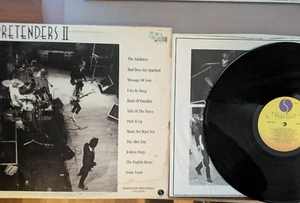 PRETENDERS II
The Adultress
Bad Boys Get Spanked
Message Of Love
I Go To Sleep
Birds Of Paradise
Talk Of The Town
Pack It Up
Waste Not Want Not
Day After Day
Jealous Dogs
The English Roses
Louie Louie